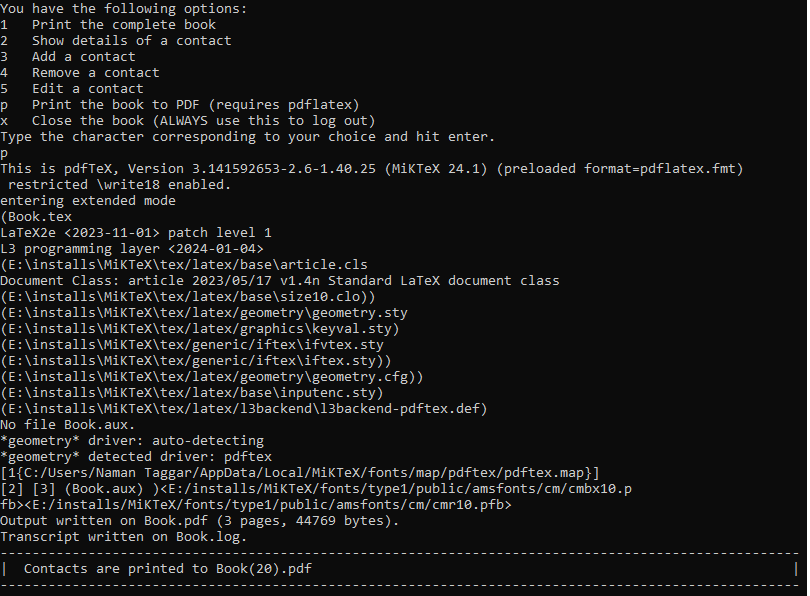 You have the following options:
1   Print the complete book
2   Show details of a contact
3   Add a contact
4   Remove a contact
5   Edit a contact
p   Print the book to PDF (requires pdflatex)
x   Close the book (ALWAYS use this to log out)
Type the character corresponding to your choice and hit enter.
p
This is pdfTeX, Version 3.141592653-2.6-1.40.25 (MiKTeX 24.1) (preloaded format=pdflatex.fmt)
 restricted \write18 enabled.
entering extended mode
(Book.tex
LaTeX2e <2023-11-01> patch level 1
L3 programming layer <2024-01-04>
(E:\installs\MiKTeX\tex/latex/base\article.cls
Document Class: article 2023/05/17 v1.4n Standard LaTeX document class
(E:\installs\MiKTeX\tex/latex/base\size10.clo))
(E:\installs\MiKTeX\tex/latex/geometry\geometry.sty
(E:\installs\MiKTeX\tex/latex/graphics\keyval.sty)
(E:\installs\MiKTeX\tex/generic/iftex\ifvtex.sty
(E:\installs\MiKTeX\tex/generic/iftex\iftex.sty))
(E:\installs\MiKTeX\tex/latex/geometry\geometry.cfg))
(E:\installs\MiKTeX\tex/latex/base\inputenc.sty)
(E:\installs\MiKTeX\tex/latex/l3backend\l3backend-pdftex.def)
No file Book.aux.
*geometry* driver: auto-detecting
*geometry* detected driver: pdftex
[1{C:/Users/Naman Taggar/AppData/Local/MiKTeX/fonts/map/pdftex/pdftex.map}]
[2] [3] (Book.aux) )<E:/installs/MiKTeX/fonts/type1/public/amsfonts/cm/cmbx10.p
fb><E:/installs/MiKTeX/fonts/type1/public/amsfonts/cm/cmr10.pfb>
Output written on Book.pdf (3 pages, 44769 bytes).
Transcript written on Book.log.
----------------------------------------------------------------------------------------------------
|  Contacts are printed to Book(20).pdf                                                            |
----------------------------------------------------------------------------------------------------